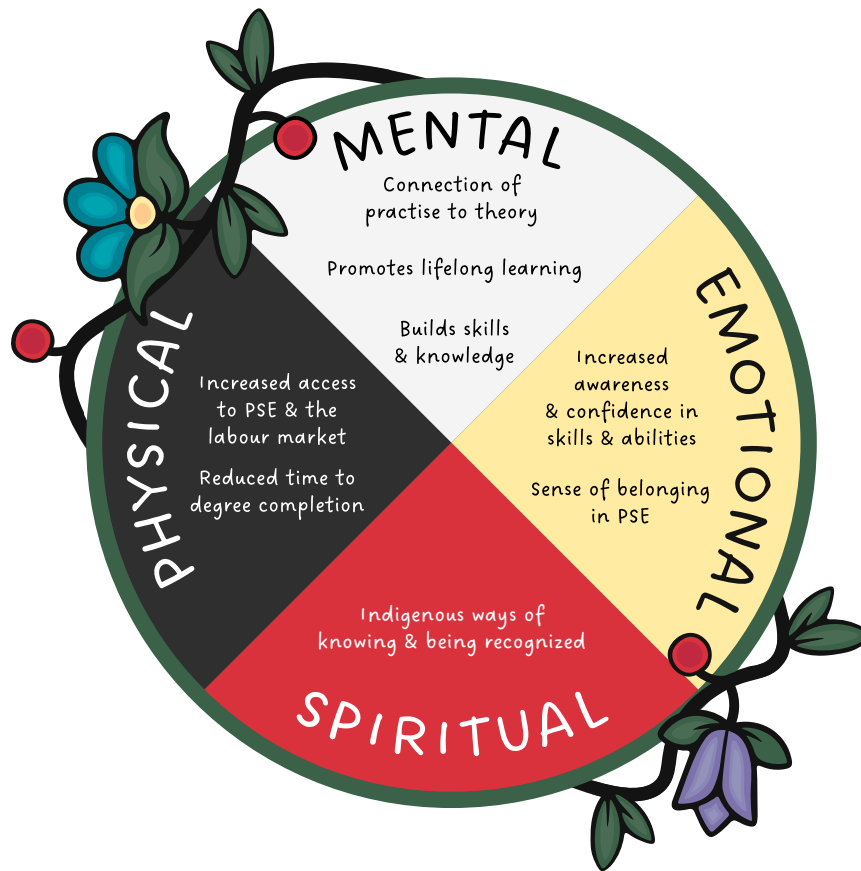 MENTAL
Connection of
practise to theory
Promotes lifelong learning
Builds skills
& knowledge
EMOTIONAL
Increased
awareness
& confidence in
skills & abilities
Sense of belonging
in PSE
PHYSICAL
Increased access
to PSE & the
labour market
Reduced time to
degree completion
Indigenous ways of
knowing & being recognized
SPIRITUAL